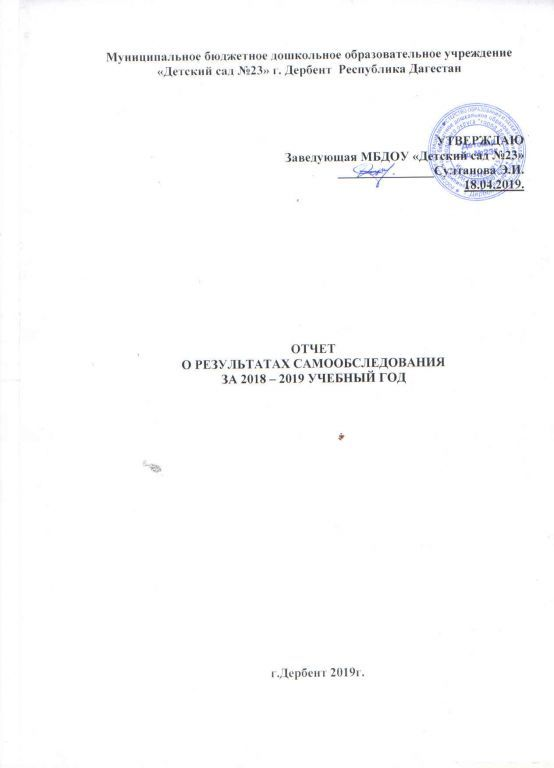 Муниципальное бюджетное дошкольное образовательное учреждение
«Детский сад №23» г. Дербент Республика Дагестан
УТВЕРЖДАЮ
Заведующая МБДОУ «Детский сад №23»
Султанова Э.И.
18.04.2019.
ОТЧЕТ
О РЕЗУЛЬТАТАХ САМООБСЛЕДОВАНИЯ
ЗА 2018 – 2019 УЧЕБНЫЙ ГОД
г.Дербент 2019г.